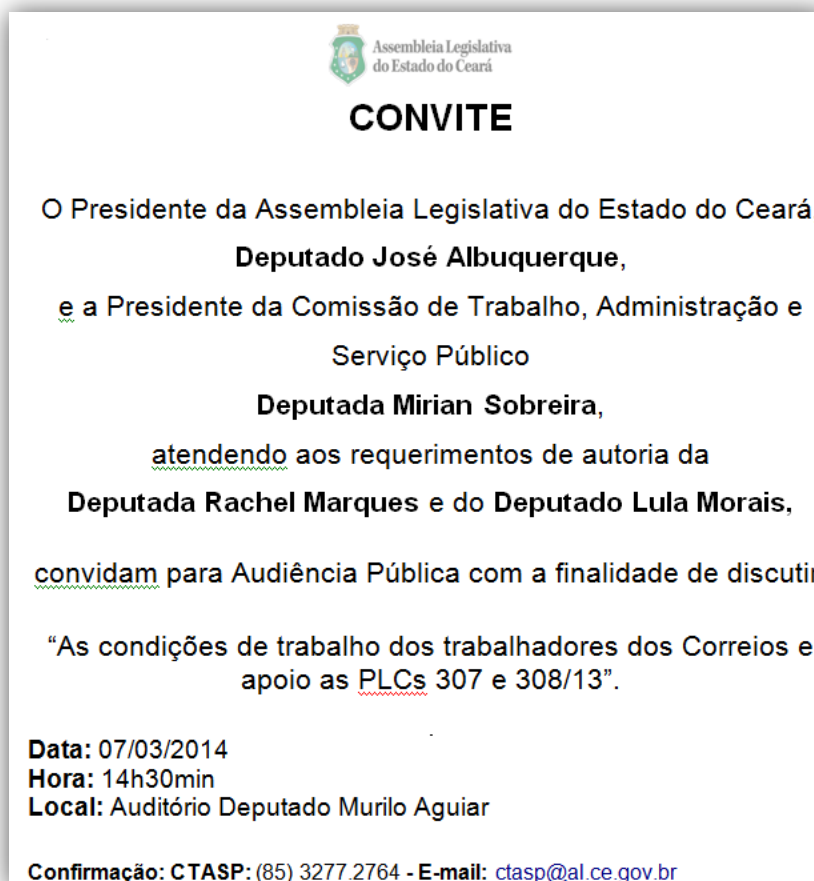 Assembleia Legislativa
do Estado do Ceará
CONVITE
O Presidente da Assembleia Legislativa do Estado do Ceará
Deputado José Albuquerque,
e a Presidente da Comissão de Trabalho, Administração e
Serviço Público
Deputada Mirian Sobreira,
atendendo aos requerimentos de autoria da
Deputada Rachel Marques e do Deputado Lula Morais,
convidam para Audiência Pública com a finalidade de discutir
“As condições de trabalho dos trabalhadores dos Correios e
apoio as PLCs 307 e 308/13”.
Data: 07/03/2014
Hora: 14h30min
Local: Auditório Deputado Murilo Aguiar
Confirmação: CTASP: (85) 3277.2764 - E-mail: ctasp@al.ce.gov.br